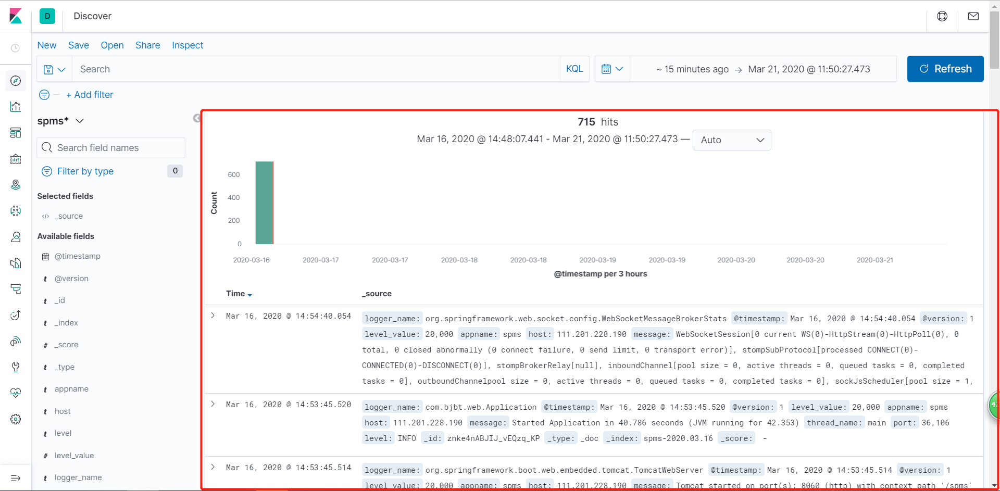 D Discover
New Save Open Share Inspect
Search KQL ~ 15 minutes ago → Mar 21, 2020 @ 11:50:27.473 Refresh
+ Add filter
spms*
Search field names
Filter by type 0
Selected fields
</> _source
Available fields
@timestamp
t @version
t _id
t _index
# _score
t _type
t appname
t host
t level
# level_value
t logger_name
715 hits
Mar 16, 2020 @ 14:48:07.441 - Mar 21, 2020 @ 11:50:27.473 — Auto
Count
600
400
200
0
2020-03-16 2020-03-17 2020-03-17 2020-03-18 2020-03-18 2020-03-19 2020-03-19 2020-03-20 2020-03-20 2020-03-21
@timestamp per 3 hours
Time _source
Mar 16, 2020 @ 14:54:40.054 logger_name: org.springframework.web.socket.config.WebSocketMessageBrokerStats @timestamp: Mar 16, 2020 @ 14:54:40.054 @version: 1
level_value: 20,000 appname: spms host: 111.201.228.190 message: WebSocketSession[0 current WS(0)-HttpStream(0)-HttpPoll(0), 0
total, 0 closed abnormally (0 connect failure, 0 send limit, 0 transport error)], stompSubProtocol[processed CONNECT(0)-
CONNECTED(0)-DISCONNECT(0)], stompBrokerRelay[null], inboundChannel[pool size = 0, active threads = 0, queued tasks = 0, completed
tasks = 0], outboundChannelpool size = 0, active threads = 0, queued tasks = 0, completed tasks = 0], sockJsScheduler[pool size = 1,
Mar 16, 2020 @ 14:53:45.520 logger_name: com.bjbt.web.Application @timestamp: Mar 16, 2020 @ 14:53:45.520 @version: 1 level_value: 20,000 appname: spms
host: 111.201.228.190 message: Started Application in 40.786 seconds (JVM running for 42.353) thread_name: main port: 36,106
level: INFO _id: znke4nABJIJ_vEQzq_KP _type: _doc _index: spms-2020.03.16 _score: -
Mar 16, 2020 @ 14:53:45.514 logger_name: org.springframework.boot.web.embedded.tomcat.TomcatWebServer @timestamp: Mar 16, 2020 @ 14:53:45.514 @version: 1
level_value: 20,000 appname: spms host: 111.201.228.190 message: Tomcat started on port(s): 8060 (http) with context path '/spms'